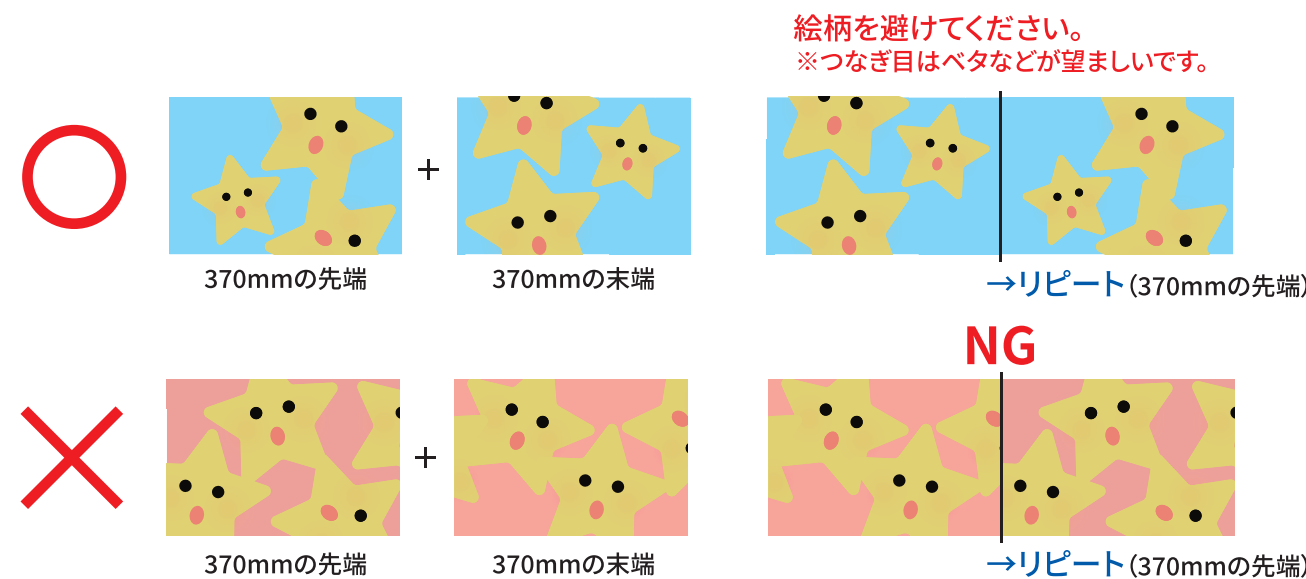 絵柄を避けてください。
※つなぎ目はベタなどが望ましいです。
+
370mmの先端
370mmの末端
→リピート(370mmの先端)
NG
+
370mmの先端
370mmの末端
→リピート(370mmの先端)